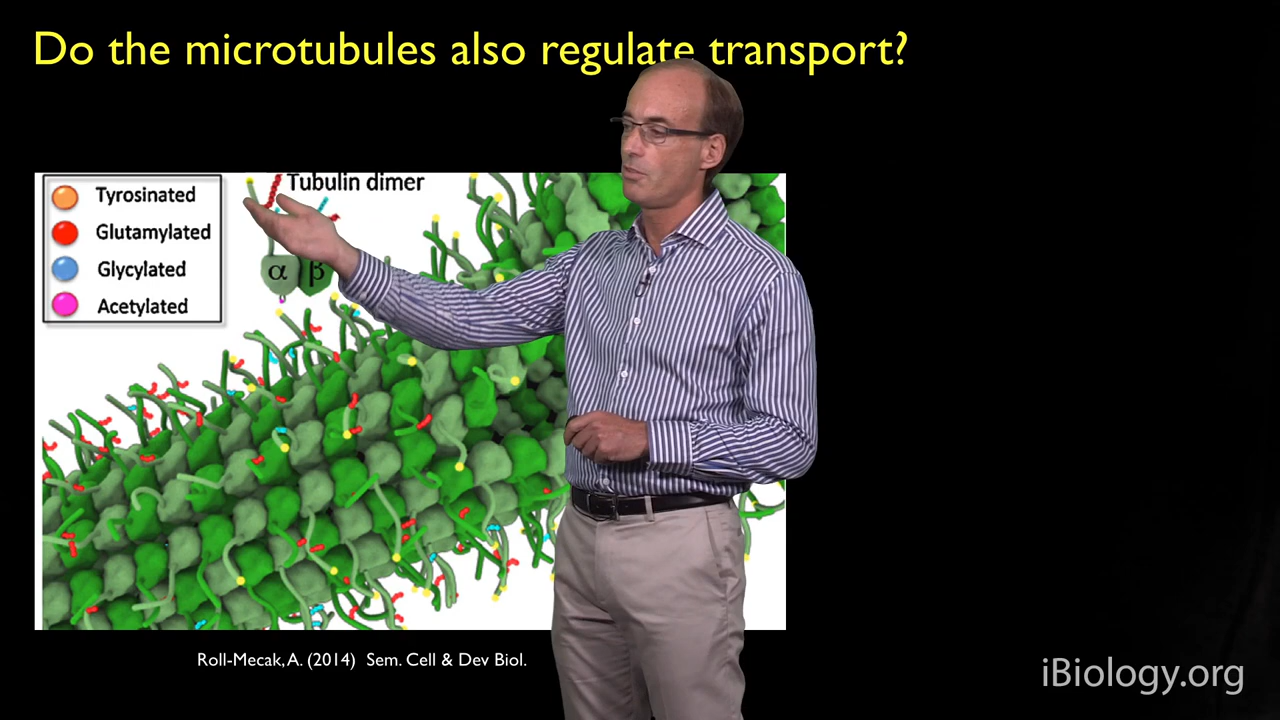 Do the microtubules also regulate transport?
Tubulin dimer
Tyrosinated
Glutamylated
Glycylated
Acetylated
α β
Roll-Mecak, A. (2014) Sem. Cell & Dev Biol.
iBiology.org